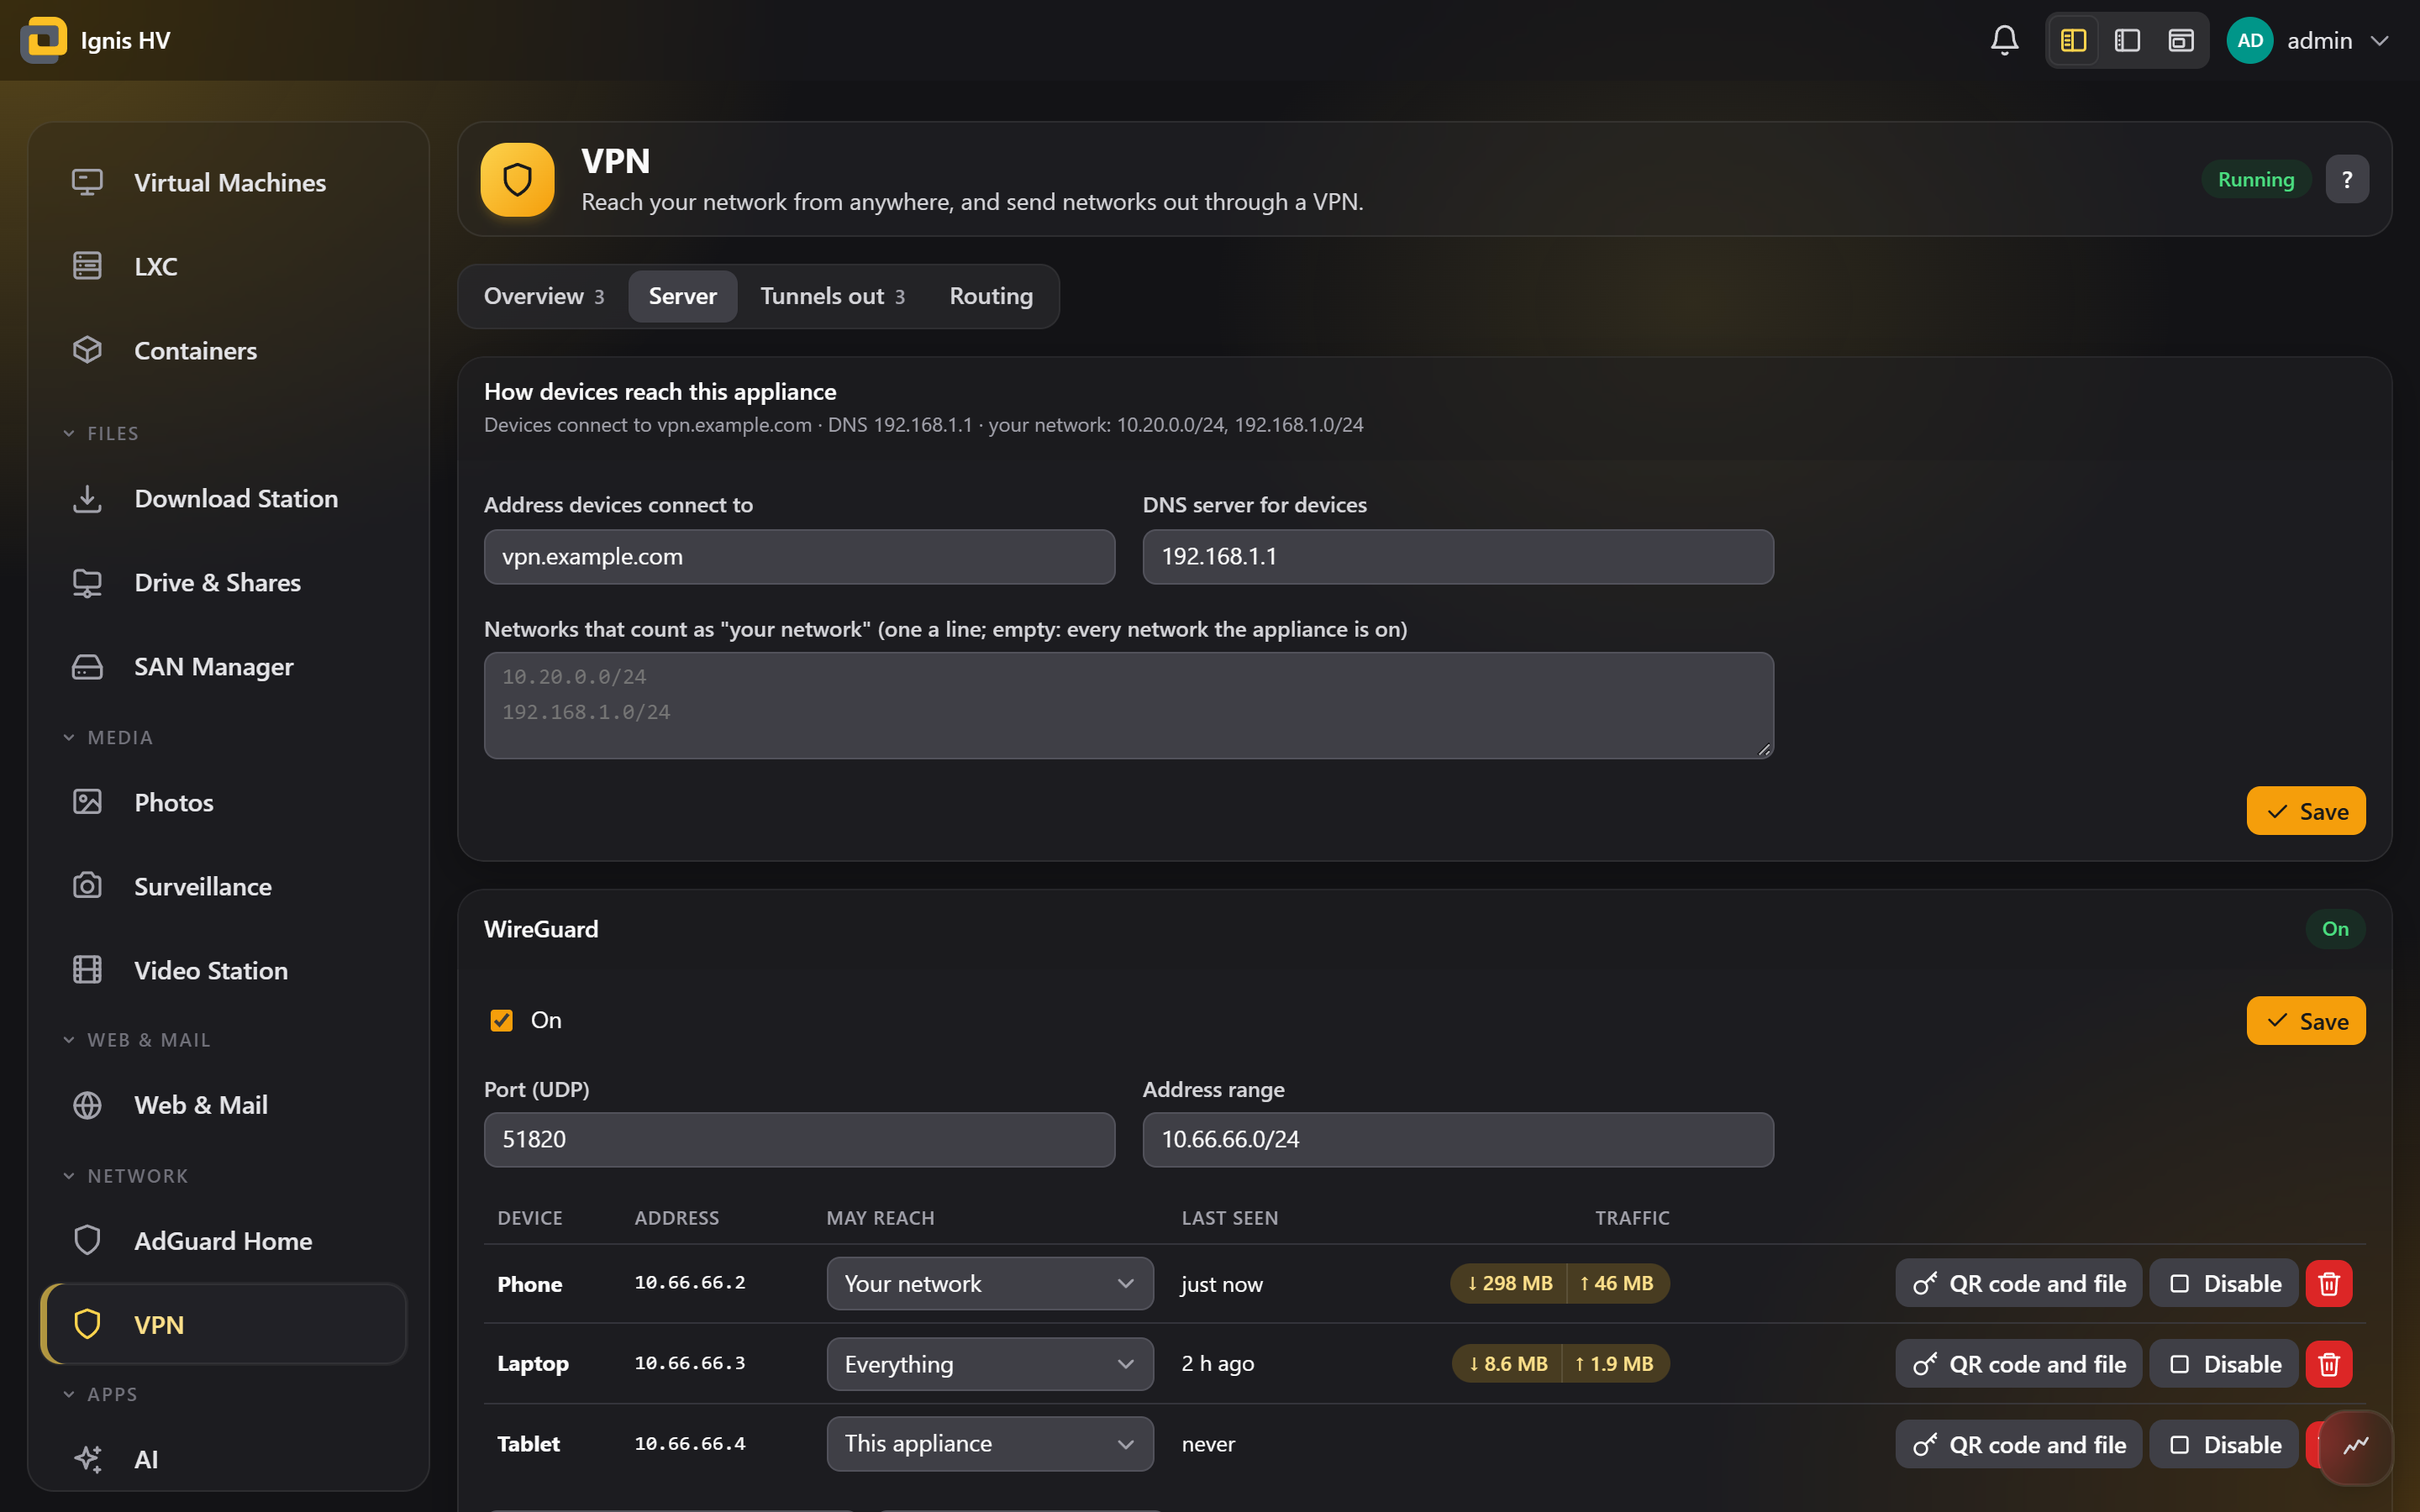 Ignis HV
AD admin
Virtual Machines
LXC
Containers
FILES
Download Station
Drive & Shares
SAN Manager
MEDIA
Photos
Surveillance
Video Station
WEB & MAIL
Web & Mail
NETWORK
AdGuard Home
VPN
APPS
AI
VPN
Reach your network from anywhere, and send networks out through a VPN.
Running ?
Overview 3 Server Tunnels out 3 Routing
How devices reach this appliance
Devices connect to vpn.example.com · DNS 192.168.1.1 · your network: 10.20.0.0/24, 192.168.1.0/24
Address devices connect to DNS server for devices
vpn.example.com 192.168.1.1
Networks that count as "your network" (one a line; empty: every network the appliance is on)
10.20.0.0/24
192.168.1.0/24
Save
WireGuard On
On Save
Port (UDP) Address range
51820 10.66.66.0/24
DEVICE ADDRESS MAY REACH LAST SEEN TRAFFIC
Phone 10.66.66.2 Your network just now ↓ 298 MB ↑ 46 MB QR code and file Disable
Laptop 10.66.66.3 Everything 2 h ago ↓ 8.6 MB ↑ 1.9 MB QR code and file Disable
Tablet 10.66.66.4 This appliance never QR code and file Disable